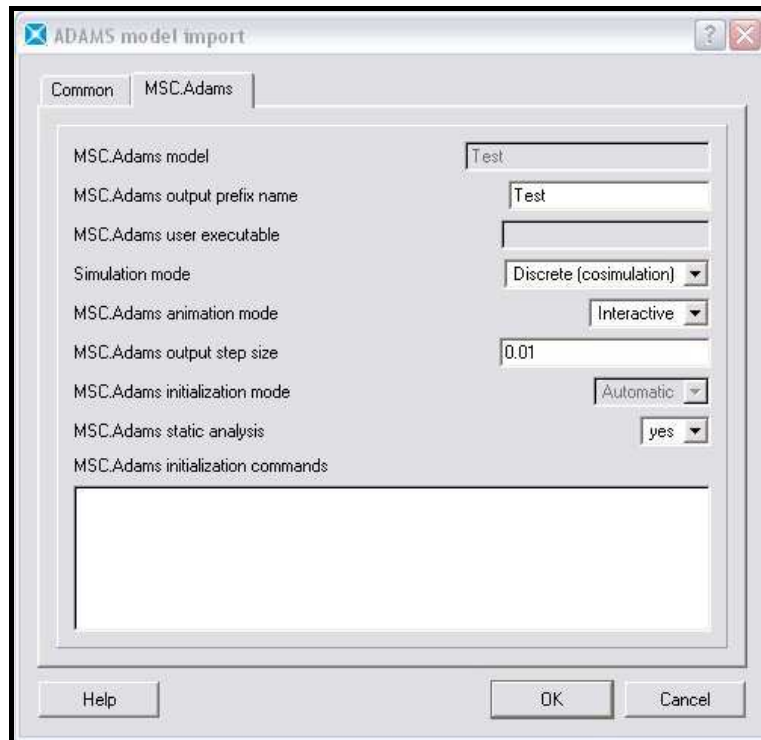 ADAMS model import
Common MSC.Adams
MSC.Adams model Test
MSC.Adams output prefix name Test
MSC.Adams user executable
Simulation mode Discrete (cosimulation)
MSC.Adams animation mode Interactive
MSC.Adams output step size 0.01
MSC.Adams initialization mode Automatic
MSC.Adams static analysis yes
MSC.Adams initialization commands
Help OK Cancel